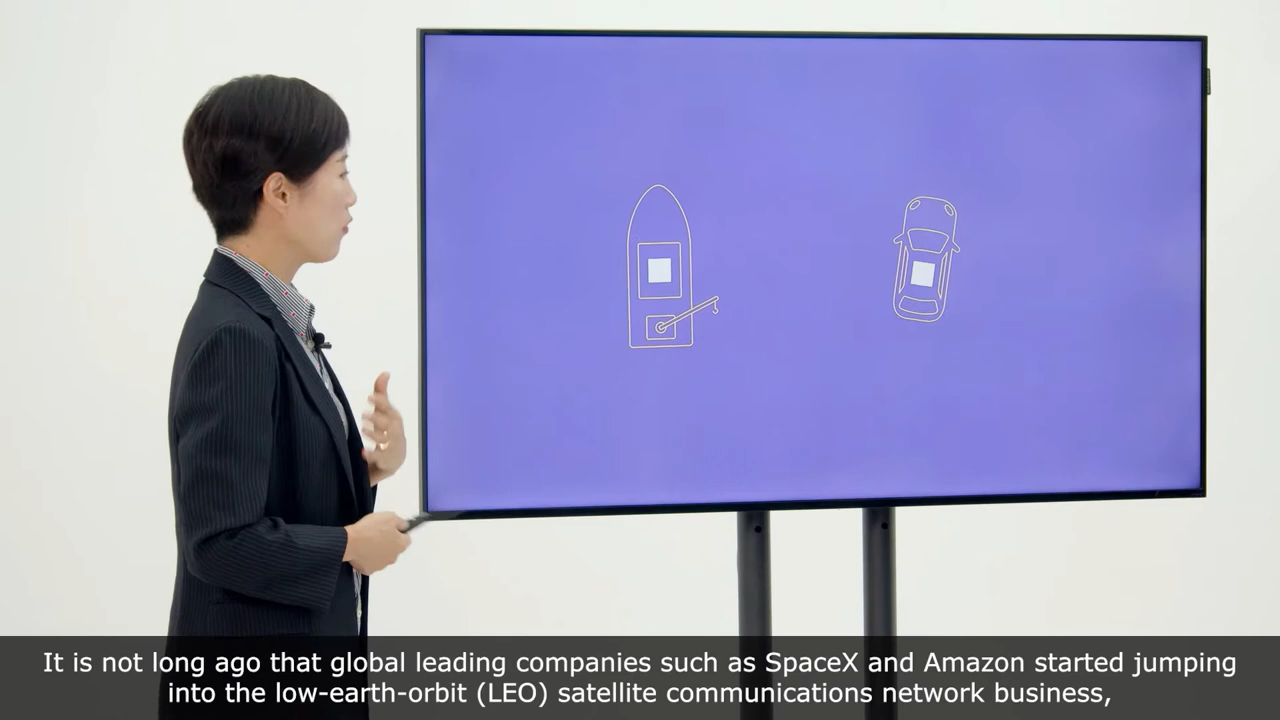 It is not long ago that global leading companies such as SpaceX and Amazon started jumping
into the low-earth-orbit (LEO) satellite communications network business,